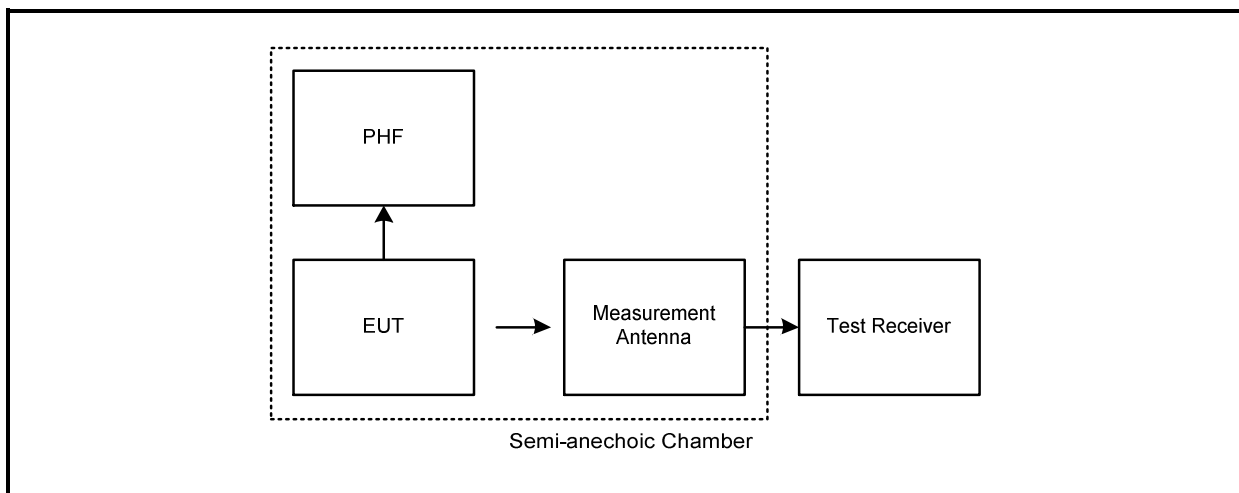 PHF
EUT
Measurement
Antenna
Test Receiver
Semi-anechoic Chamber